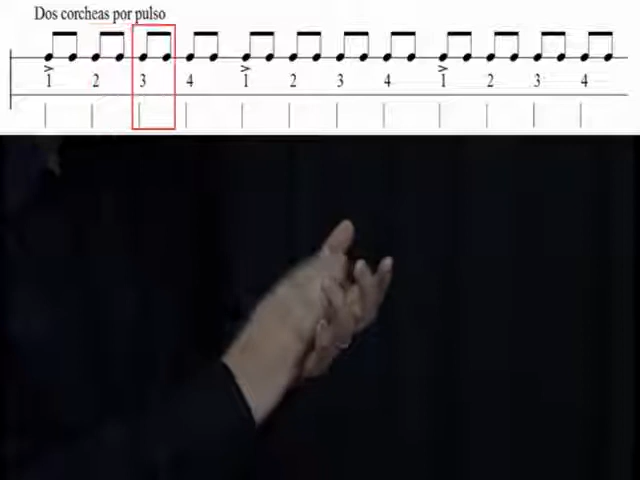 Dos corcheas por pulso
1 2 3 4 1 2 3 4 1 2 3 4